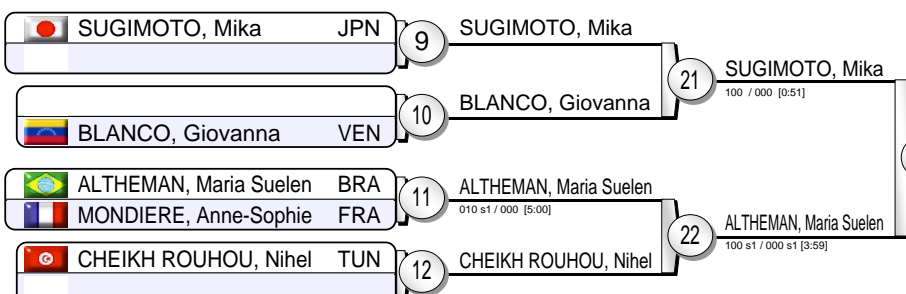 SUGIMOTO, Mika JPN
9
SUGIMOTO, Mika
21
SUGIMOTO, Mika
100 / 000 [0:51]
BLANCO, Giovanna VEN
10
BLANCO, Giovanna
ALTHEMAN, Maria Suelen BRA
MONDIERE, Anne-Sophie FRA
11
ALTHEMAN, Maria Suelen
010 s1 / 000 [5:00]
22
ALTHEMAN, Maria Suelen
100 s1 / 000 s1 [3:59]
CHEIKH ROUHOU, Nihel TUN
12
CHEIKH ROUHOU, Nihel